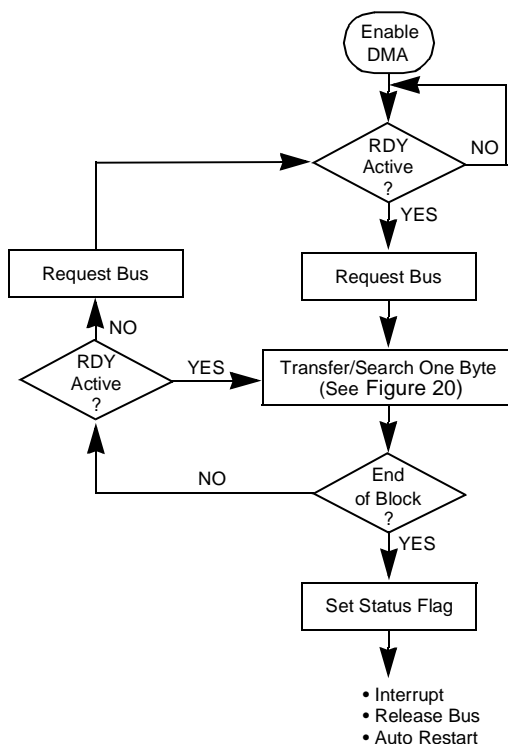 Enable
DMA
RDY
Active
?
NO
YES
Request Bus
Request Bus
NO
RDY
Active
?
YES
Transfer/Search One Byte
(See Figure 20)
NO
End
of Block
?
YES
Set Status Flag
• Interrupt
• Release Bus
• Auto Restart